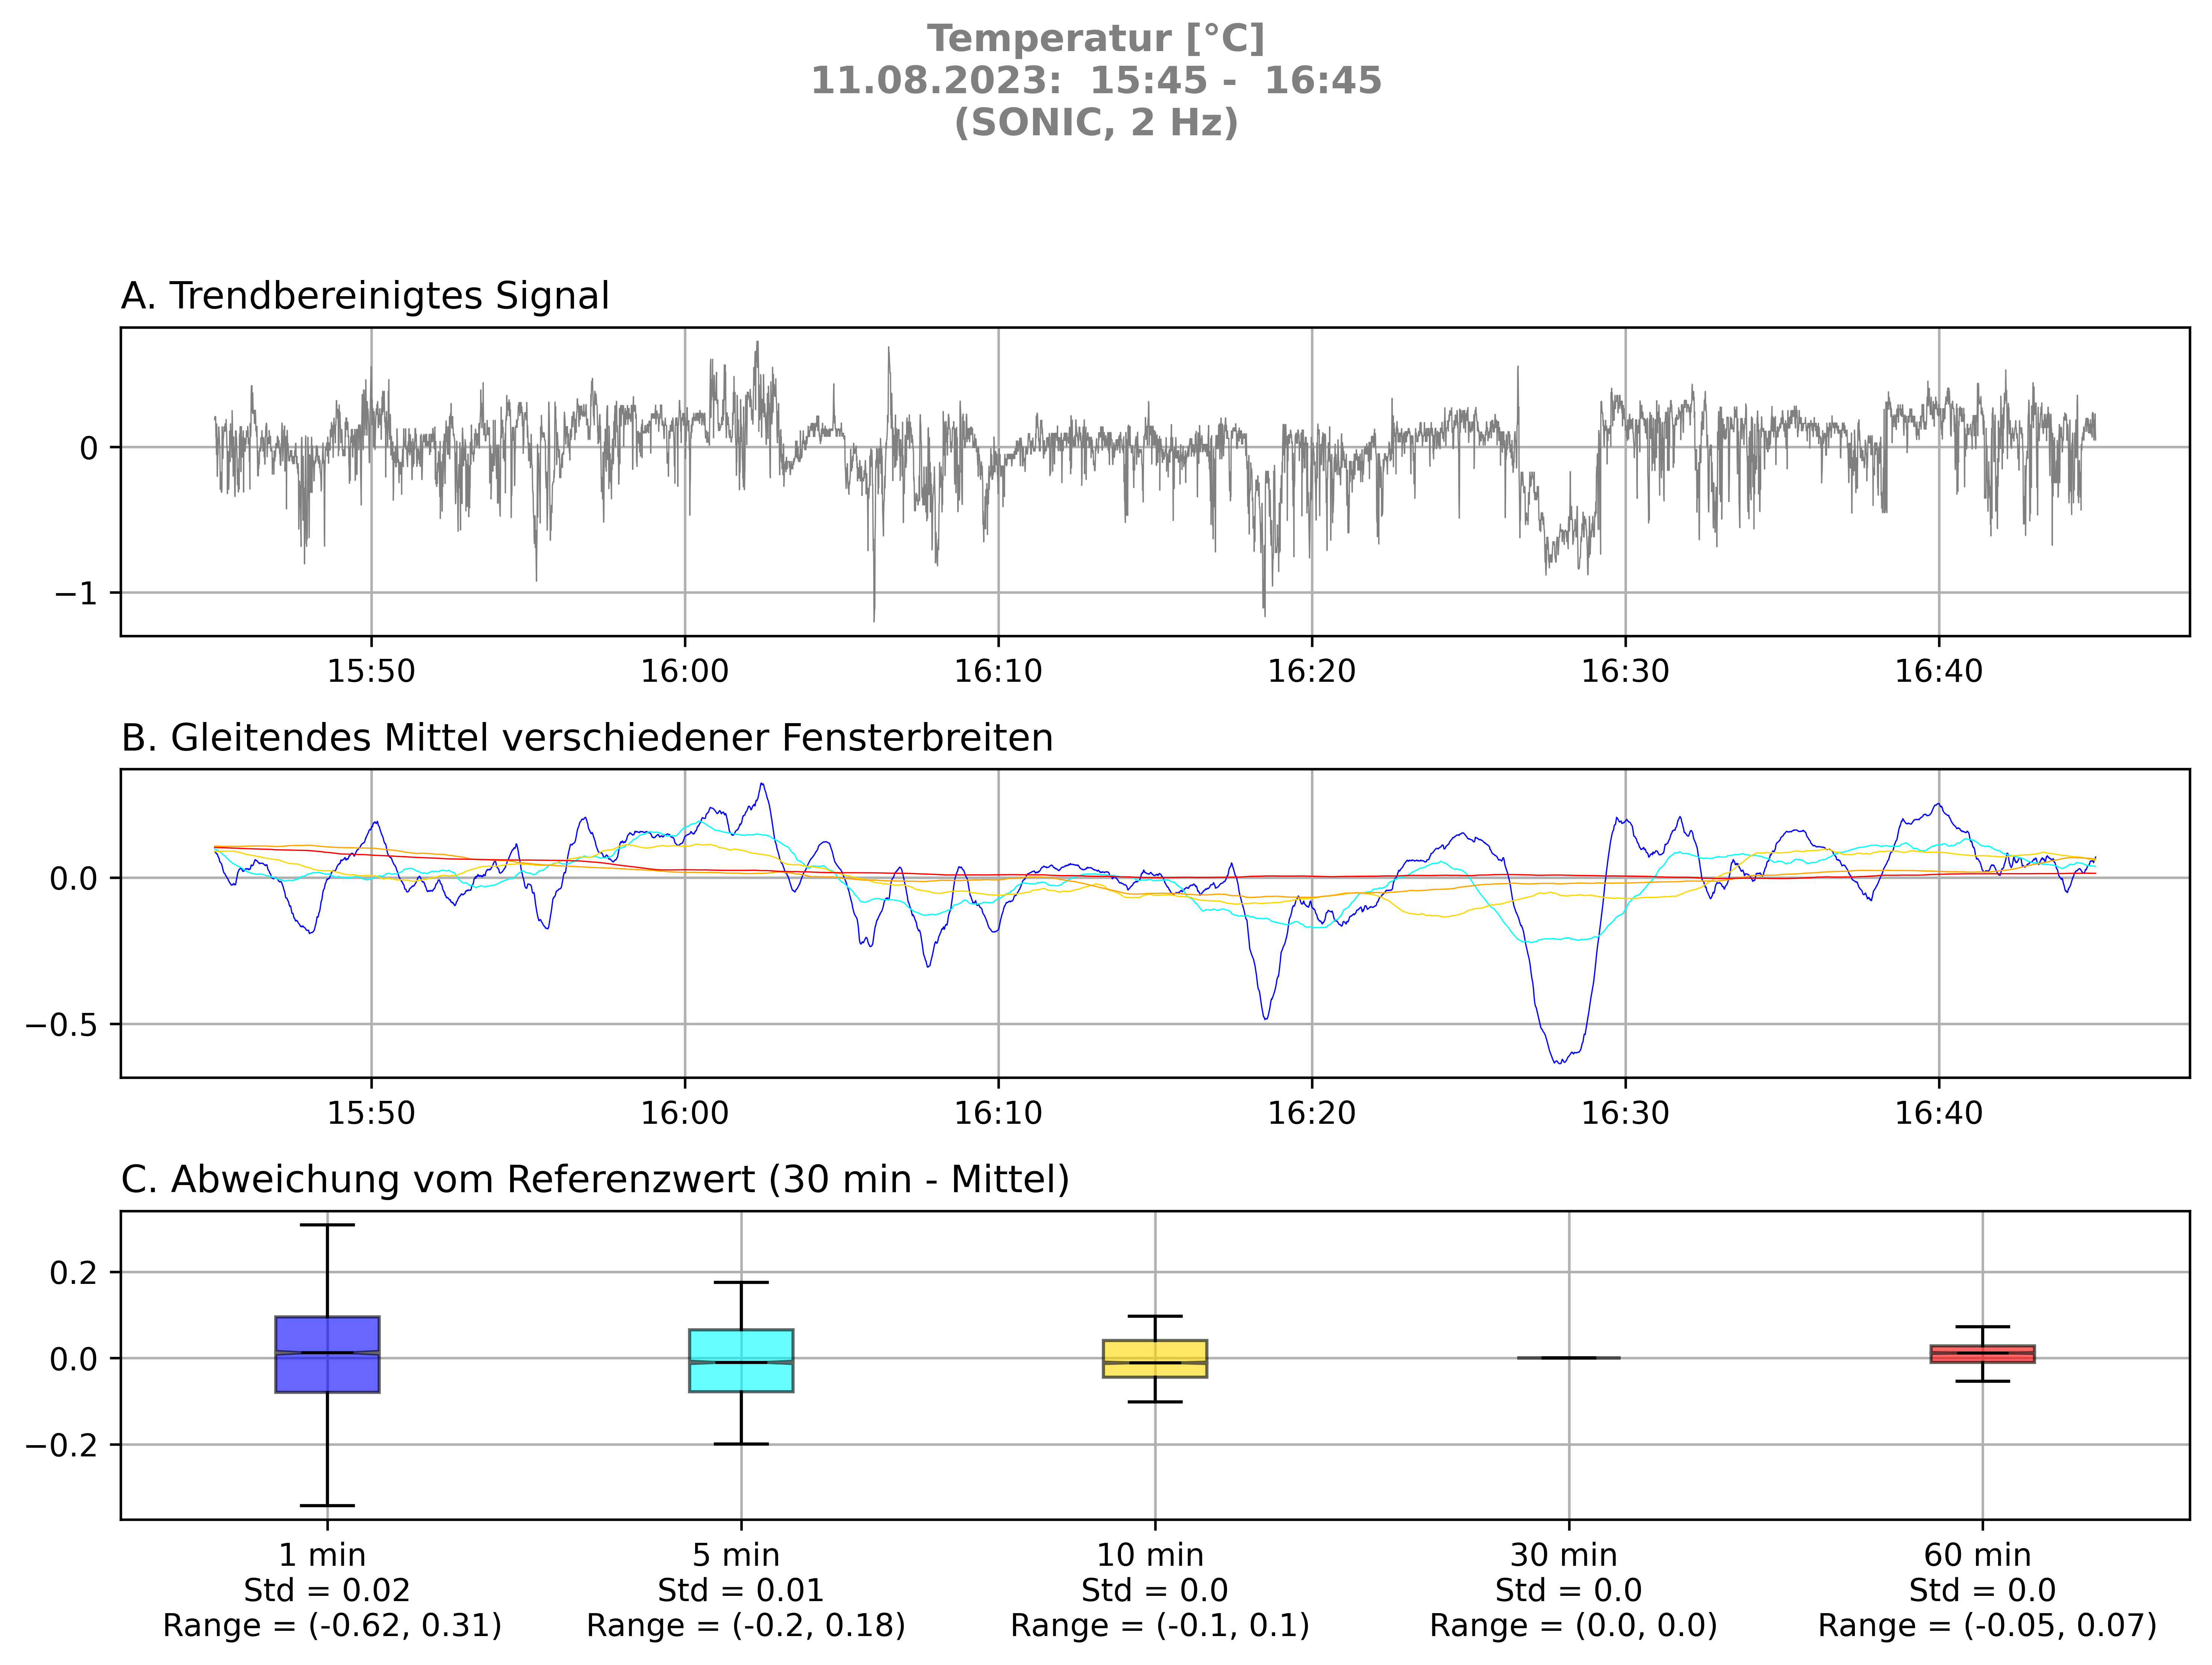 Temperatur [°C]
11.08.2023:  15:45 -  16:45
(SONIC, 2 Hz)
A. Trendbereinigtes Signal
0
−1
15:50 16:00 16:10 16:20 16:30 16:40
B. Gleitendes Mittel verschiedener Fensterbreiten
0.0
−0.5
15:50 16:00 16:10 16:20 16:30 16:40
C. Abweichung vom Referenzwert (30 min - Mittel)
0.2
0.0
−0.2
1 min 5 min 10 min 30 min 60 min
Std = 0.02 Std = 0.01 Std = 0.0 Std = 0.0 Std = 0.0
Range = (-0.62, 0.31) Range = (-0.2, 0.18) Range = (-0.1, 0.1) Range = (0.0, 0.0) Range = (-0.05, 0.07)